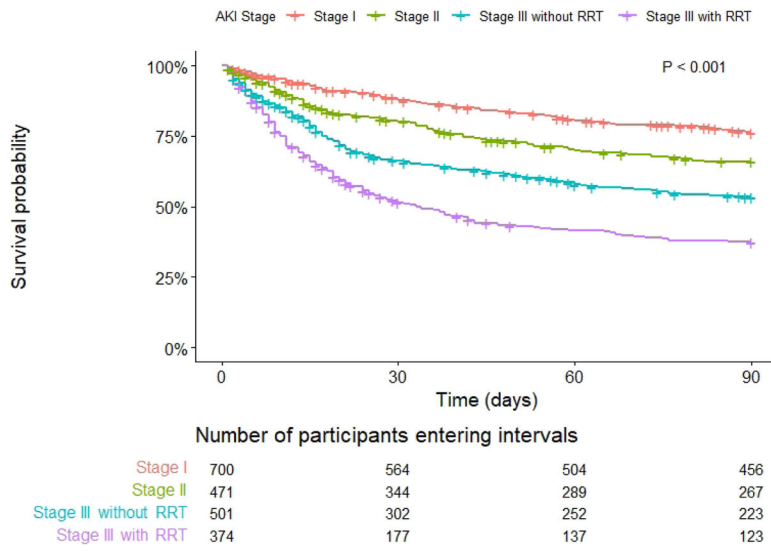 AKI Stage Stage I Stage II Stage III without RRT Stage III with RRT
P < 0.001
100%
75%
50%
25%
0%
Survival probability
0 30 60 90
Time (days)
Number of participants entering intervals
Stage Ⅰ 700 564 504 456
Stage Ⅱ 471 344 289 267
Stage Ⅲ without RRT 501 302 252 223
Stage Ⅲ with RRT 374 177 137 123